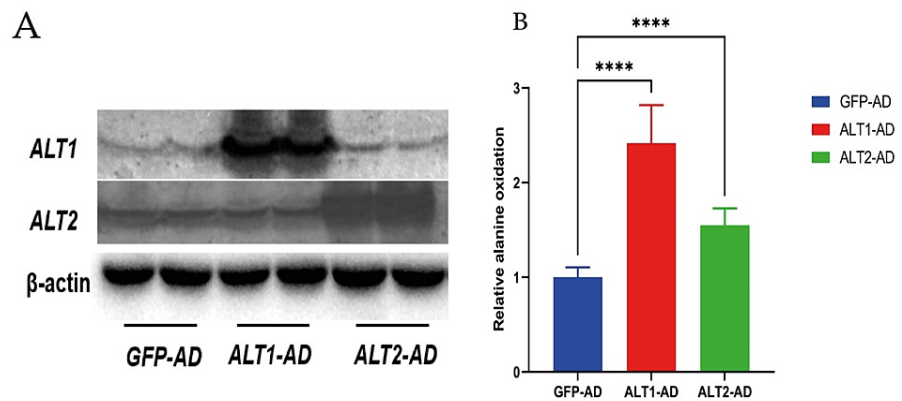 A
ALT1
ALT2
β-actin
GFP-AD ALT1-AD ALT2-AD
B
****
****
Relative alanine oxidation
3
2
1
0
GFP-AD ALT1-AD ALT2-AD
GFP-AD
ALT1-AD
ALT2-AD